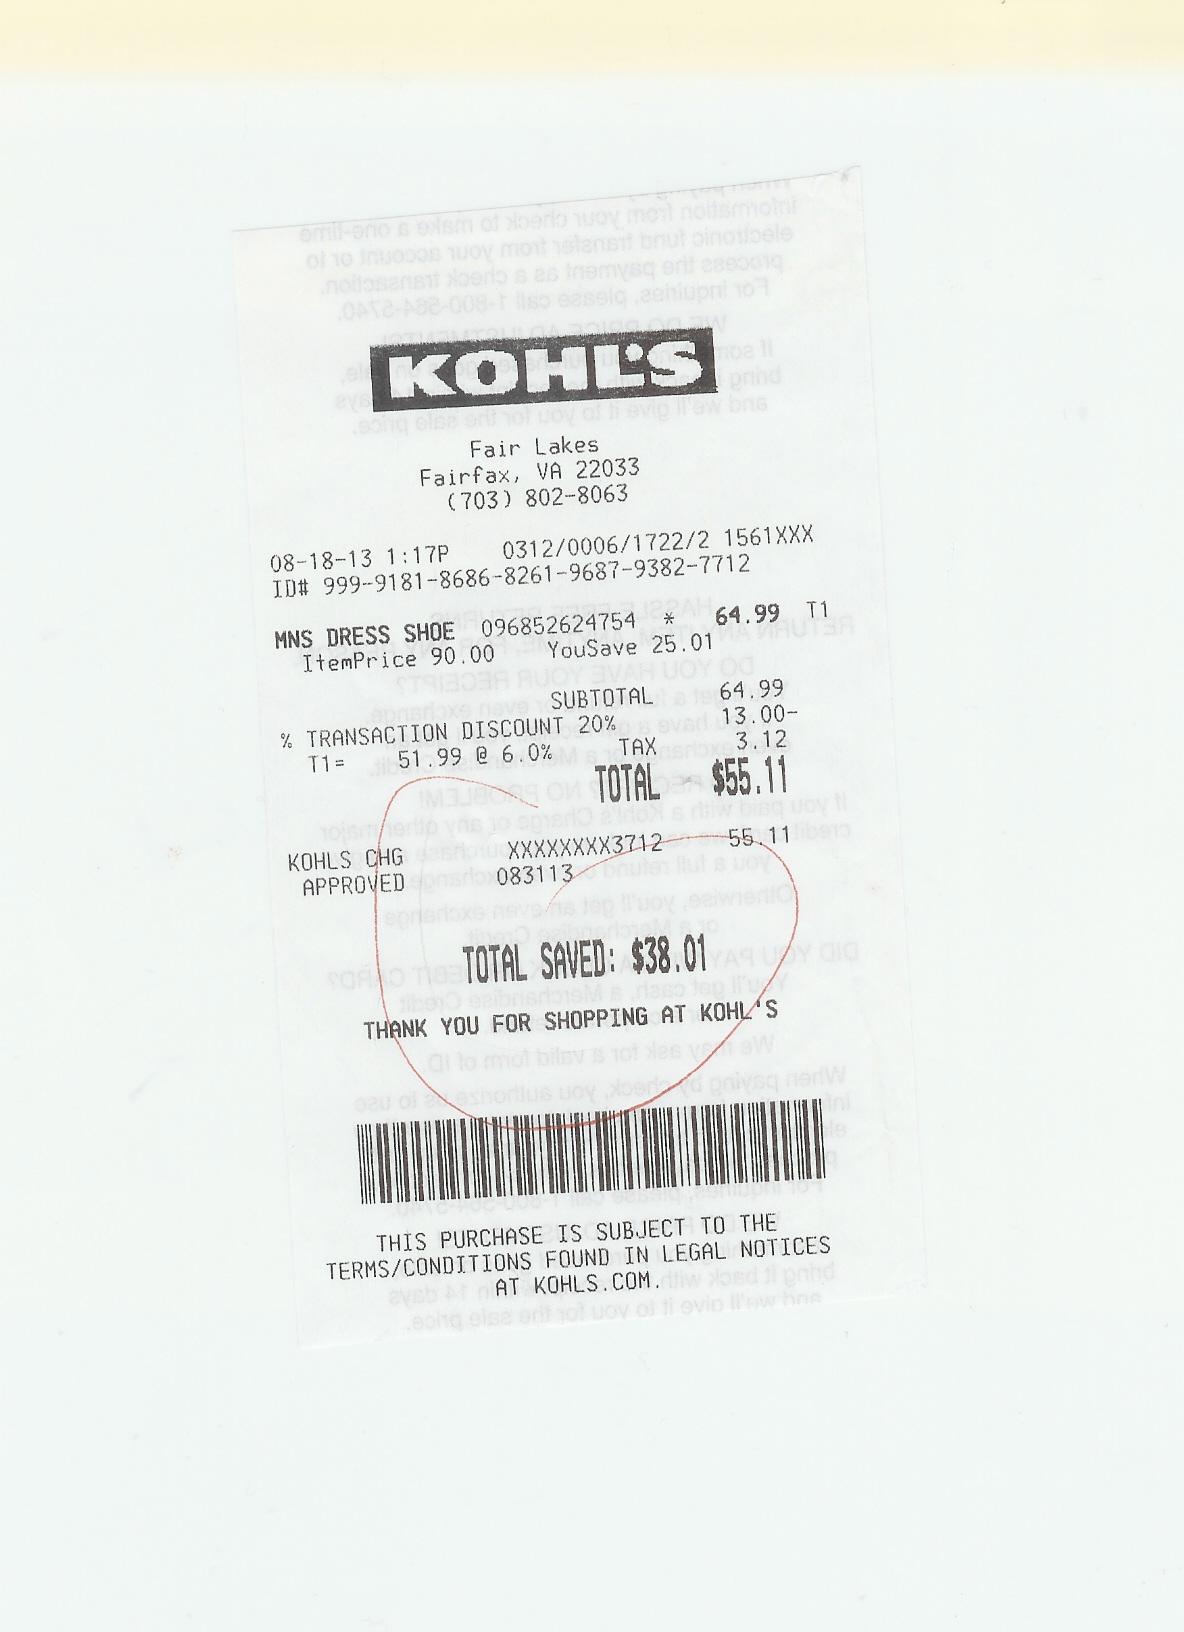 KOHL'S
Fair Lakes
Fairfax, VA 22033
(703) 802-8063
08-18-13 1:17P 0312/0006/1722/2 1561XXX
ID# 999-9181-8686-8261-9687-9382-7712
MNS DRESS SHOE 096852624754 * 64.99 T1
ItemPrice 90.00 YouSave 25.01
SUBTOTAL 64.99
% TRANSACTION DISCOUNT 20% 13.00-
T1= 51.99 @ 6.0% TAX 3.12
TOTAL $55.11
KOHLS CHG XXXXXXXX3712 55.11
APPROVED 083113
TOTAL SAVED: $38.01
THANK YOU FOR SHOPPING AT KOHL'S
THIS PURCHASE IS SUBJECT TO THE
TERMS/CONDITIONS FOUND IN LEGAL NOTICES
AT KOHLS.COM.